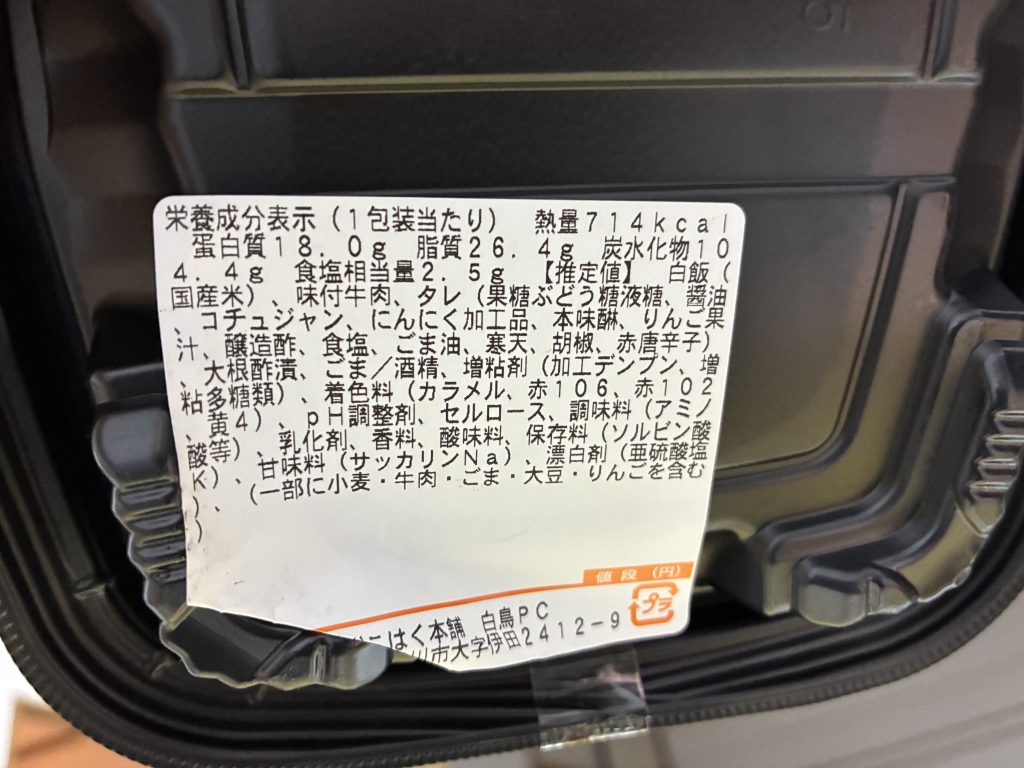 栄養成分表示(1包装当たり) 熱量714kcal
蛋白質18.0g 脂質26.4g 炭水化物10
4.4g 食塩相当量2.5g 【推定値】 白飯(
国産米)、味付牛肉、タレ(果糖ぶどう糖液糖、醤油
、コチュジャン、にんにく加工品、本味醂、りんご果
汁、醸造酢、食塩、ごま油、寒天、胡椒、赤唐辛子)
、大根酢漬、ごま/酒精、増粘剤(加工デンプン、増
粘多糖類)、着色料(カラメル、赤106、赤102
、黄4)、pH調整剤、セルロース、調味料(アミノ
酸等)、乳化剤、香料、酸味料、保存料(ソルビン酸
K)、甘味料(サッカリンNa)、漂白剤(亜硫酸塩
)、(一部に小麦・牛肉・ごま・大豆・りんごを含む
)
値段(円)
プラ
こはく本舗 白鳥PC
川市大字伊田2412-9